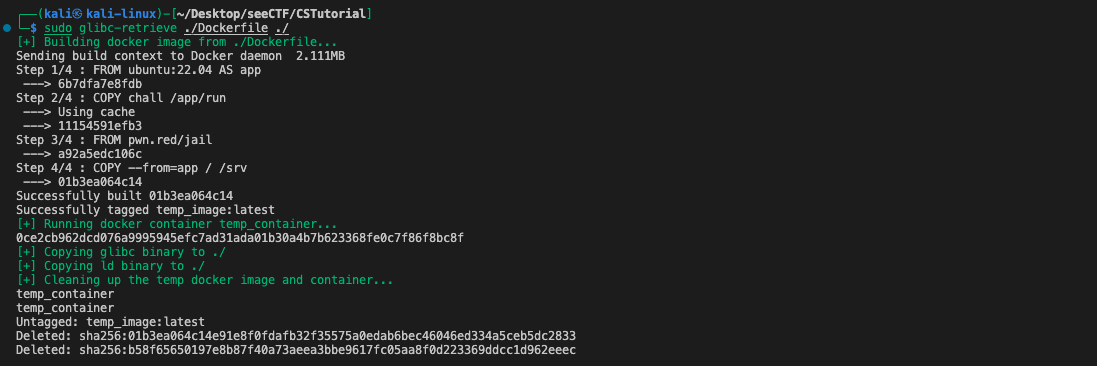 ┌──(kali㉿kali-linux)-[~/Desktop/seeCTF/CSTutorial]
└─$ sudo glibc-retrieve ./Dockerfile ./
[+] Building docker image from ./Dockerfile...
Sending build context to Docker daemon  2.111MB
Step 1/4 : FROM ubuntu:22.04 AS app
 ---> 6b7dfa7e8fdb
Step 2/4 : COPY chall /app/run
 ---> Using cache
 ---> 11154591efb3
Step 3/4 : FROM pwn.red/jail
 ---> a92a5edc106c
Step 4/4 : COPY --from=app / /srv
 ---> 01b3ea064c14
Successfully built 01b3ea064c14
Successfully tagged temp_image:latest
[+] Running docker container temp_container...
0ce2cb962dcd076a9995945efc7ad31ada01b30a4b7b623368fe0c7f86f8bc8f
[+] Copying glibc binary to ./
[+] Copying ld binary to ./
[+] Cleaning up the temp docker image and container...
temp_container
temp_container
Untagged: temp_image:latest
Deleted: sha256:01b3ea064c14e91e8f0fdafb32f35575a0edab6bec46046ed334a5ceb5dc2833
Deleted: sha256:b58f65650197e8b87f40a73aeea3bbe9617fc05aa8f0d223369ddcc1d962eeec